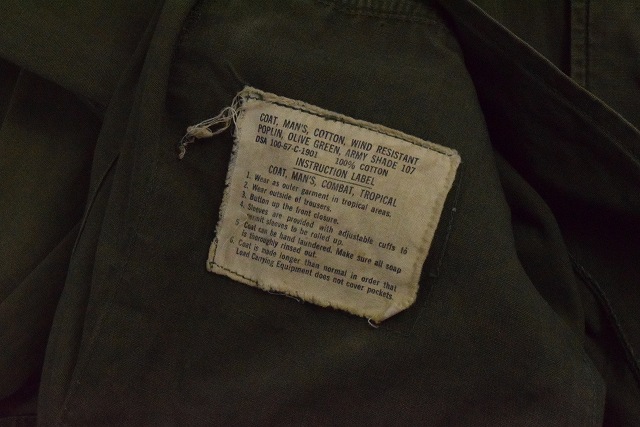 COAT, MAN'S, COTTON, WIND RESISTANT
POPLIN, OLIVE GREEN, ARMY SHADE 107
DSA 100-67-C-1901 100% COTTON
INSTRUCTION LABEL
COAT, MAN'S, COMBAT, TROPICAL
1. Wear as outer garment in tropical areas.
2. Wear outside of trousers.
3. Button up the front closure.
4. Sleeves are provided with adjustable cuffs to
permit sleeves to be rolled up.
5. Coat can be hand laundered. Make sure all soap
is thoroughly rinsed out.
6. Coat is made longer than normal in order that
Load Carrying Equipment does not cover pockets.